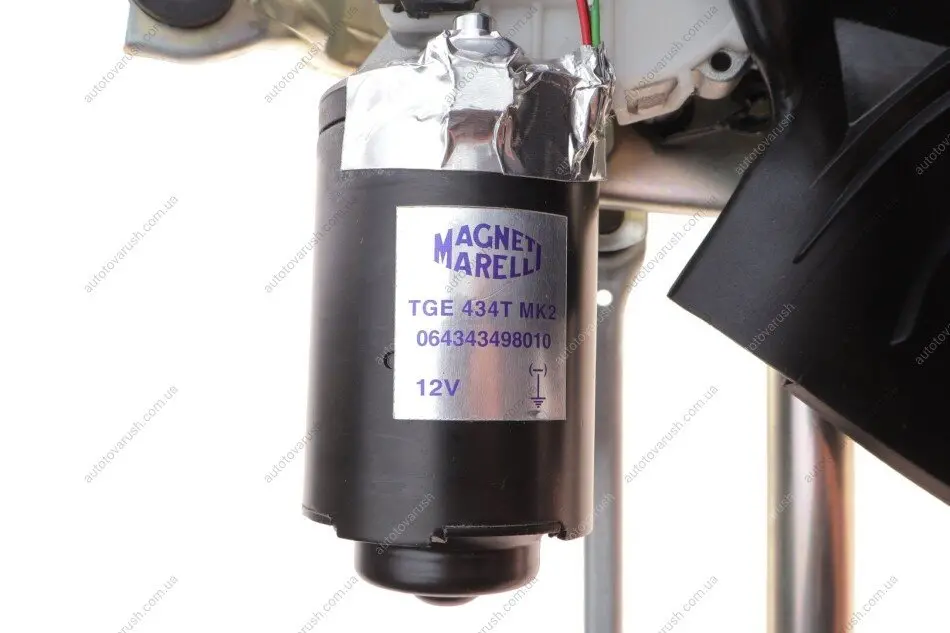 MAGNETI
MARELLI
TGE 434T MK2
064343498010
12V
(−)
autotovarush.com.ua